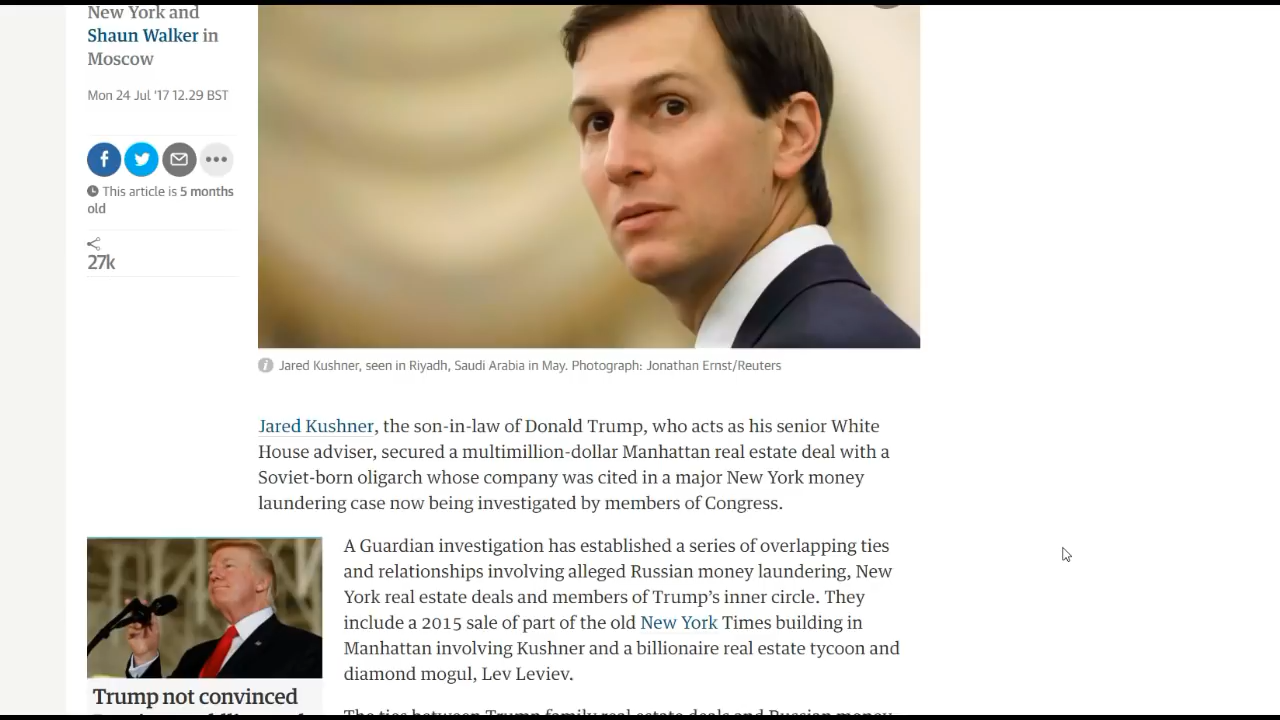 New York and
Shaun Walker in
Moscow
Mon 24 Jul '17 12.29 BST
This article is 5 months
old
27k
Jared Kushner, seen in Riyadh, Saudi Arabia in May. Photograph: Jonathan Ernst/Reuters
Jared Kushner, the son-in-law of Donald Trump, who acts as his senior White
House adviser, secured a multimillion-dollar Manhattan real estate deal with a
Soviet-born oligarch whose company was cited in a major New York money
laundering case now being investigated by members of Congress.
A Guardian investigation has established a series of overlapping ties
and relationships involving alleged Russian money laundering, New
York real estate deals and members of Trump's inner circle. They
include a 2015 sale of part of the old New York Times building in
Manhattan involving Kushner and a billionaire real estate tycoon and
diamond mogul, Lev Leviev.
Trump not convinced
The ties between Trump family real estate deals and Russian money